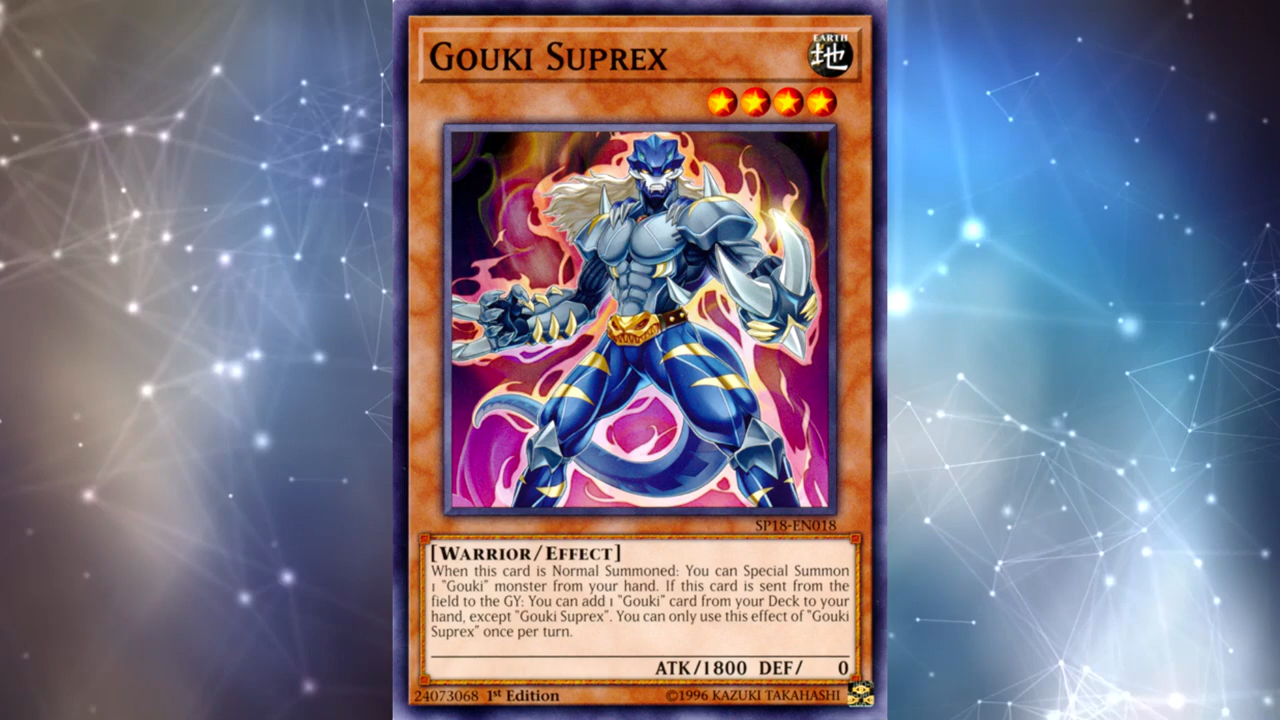 GOUKI SUPREX
EARTH
地
SP18-EN018
[WARRIOR/EFFECT]
When this card is Normal Summoned: You can Special Summon
1 "Gouki" monster from your hand. If this card is sent from the
field to the GY: You can add 1 "Gouki" card from your Deck to your
hand, except "Gouki Suprex". You can only use this effect of "Gouki
Suprex" once per turn.
ATK/1800 DEF/ 0
24073068 1st Edition ©1996 KAZUKI TAKAHASHI